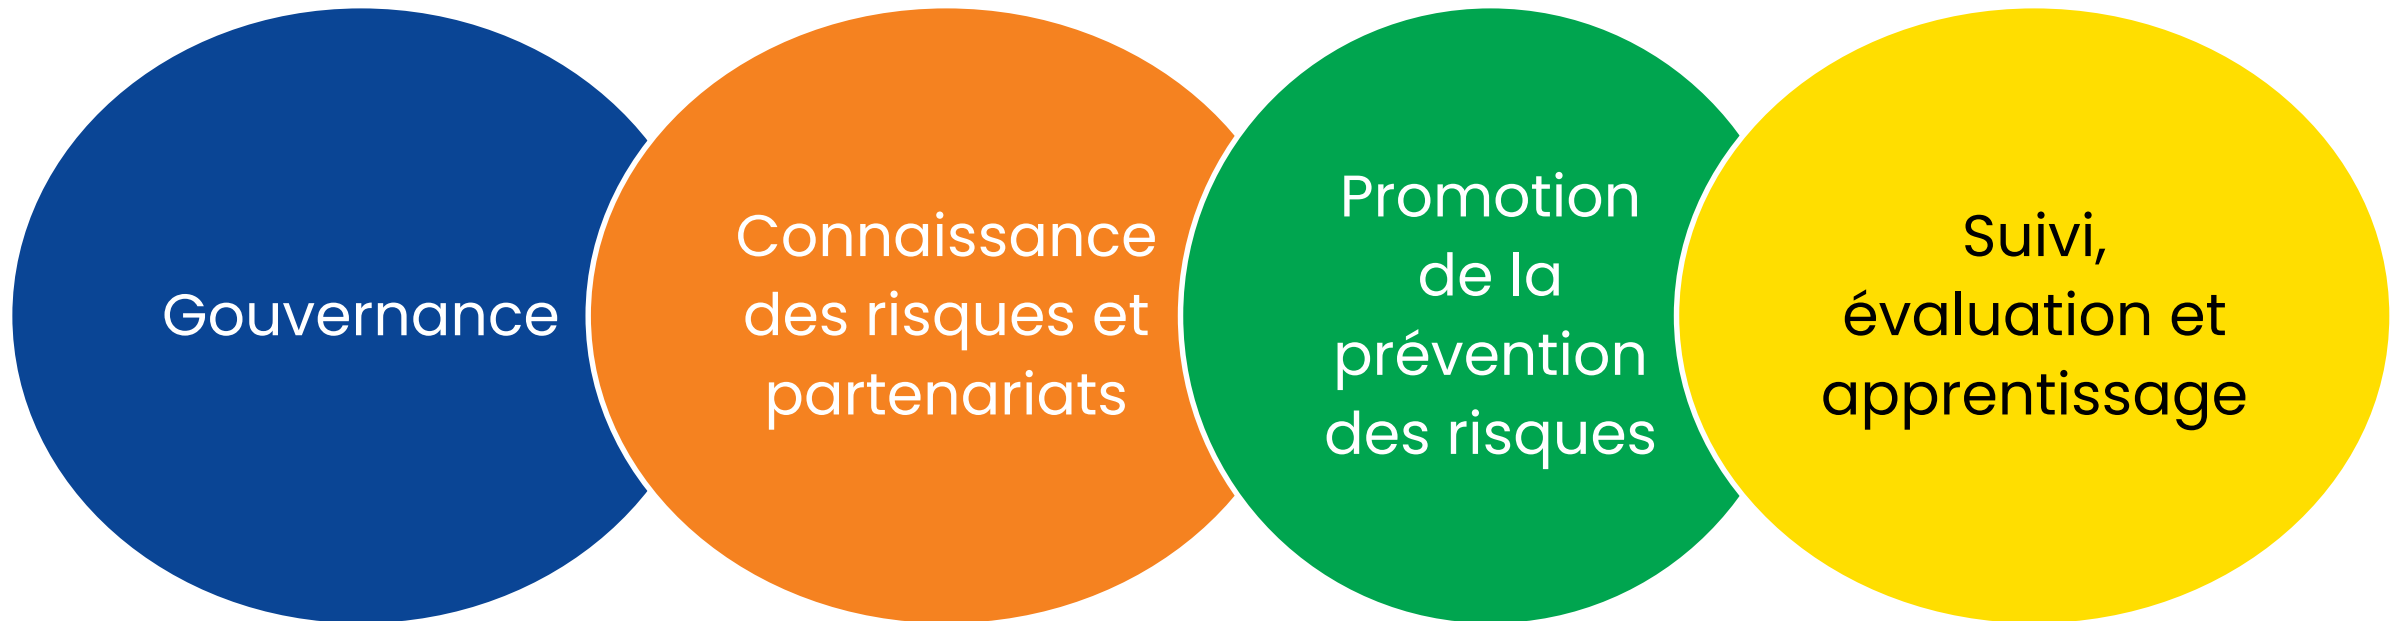 Gouvernance
Connaissance
des risques et
partenariats
Promotion
de la
prévention
des risques
Suivi,
évaluation et
apprentissage